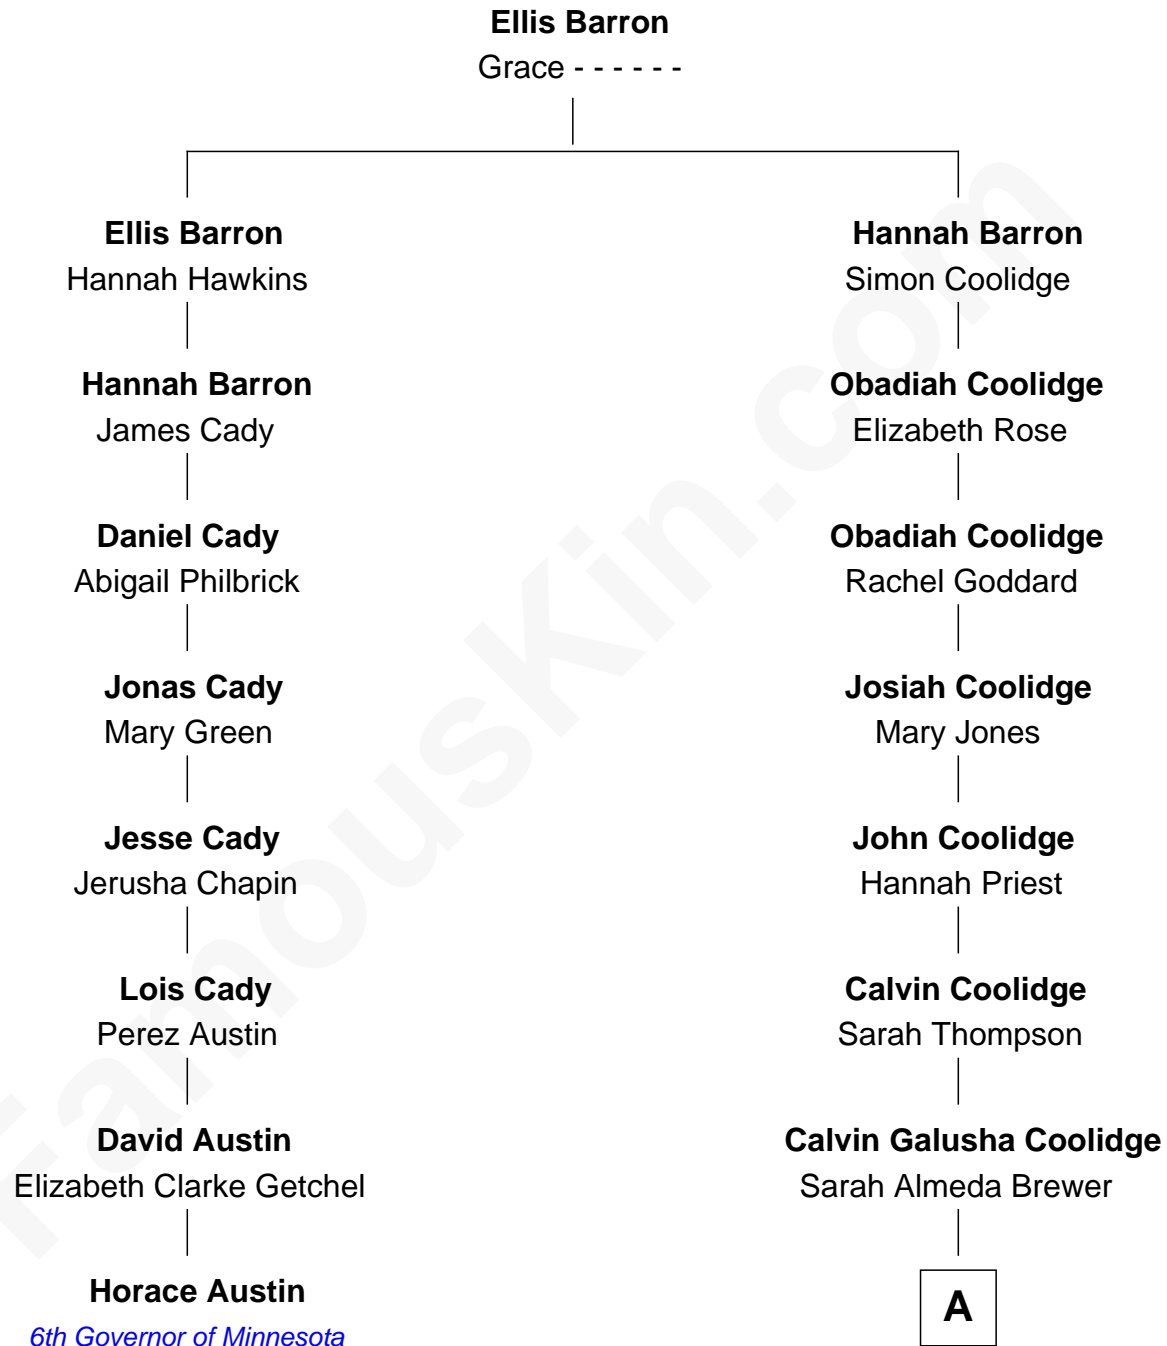 Ellis Barron
Grace - - - - - -
Ellis Barron
Hannah Hawkins
Hannah Barron
James Cady
Daniel Cady
Abigail Philbrick
Jonas Cady
Mary Green
Jesse Cady
Jerusha Chapin
Lois Cady
Perez Austin
David Austin
Elizabeth Clarke Getchel
Horace Austin
6th Governor of Minnesota
Hannah Barron
Simon Coolidge
Obadiah Coolidge
Elizabeth Rose
Obadiah Coolidge
Rachel Goddard
Josiah Coolidge
Mary Jones
John Coolidge
Hannah Priest
Calvin Coolidge
Sarah Thompson
Calvin Galusha Coolidge
Sarah Almeda Brewer
A
FamousKin.com